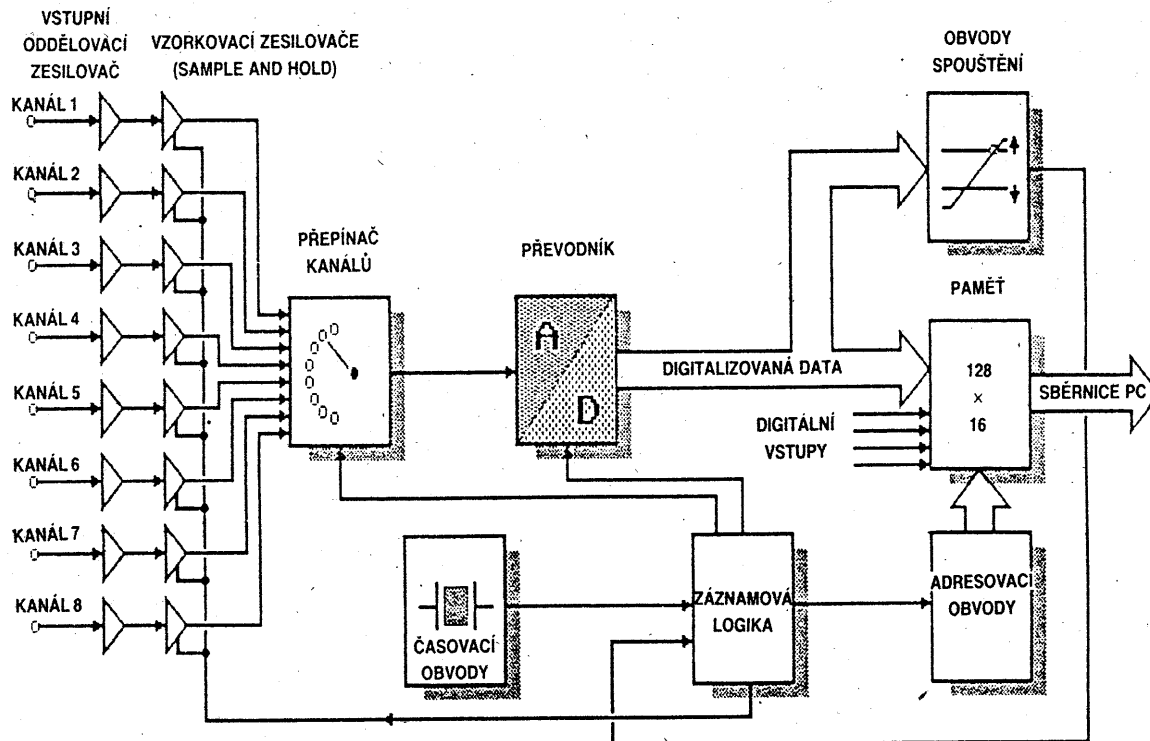 VSTUPNÍ
ODDĚLOVACÍ
ZESILOVAČ
VZORKOVACÍ ZESILOVAČE
(SAMPLE AND HOLD)
OBVODY
SPOUŠTĚNÍ
KANÁL 1
KANÁL 2
KANÁL 3
KANÁL 4
KANÁL 5
KANÁL 6
KANÁL 7
KANÁL 8
PŘEPÍNAČ
KANÁLŮ
PŘEVODNÍK
A
D
DIGITALIZOVANÁ DATA
PAMĚŤ
128
×
16
SBĚRNICE PC
DIGITÁLNÍ
VSTUPY
ČASOVACÍ
OBVODY
ZÁZNAMOVÁ
LOGIKA
ADRESOVACI
OBVODY